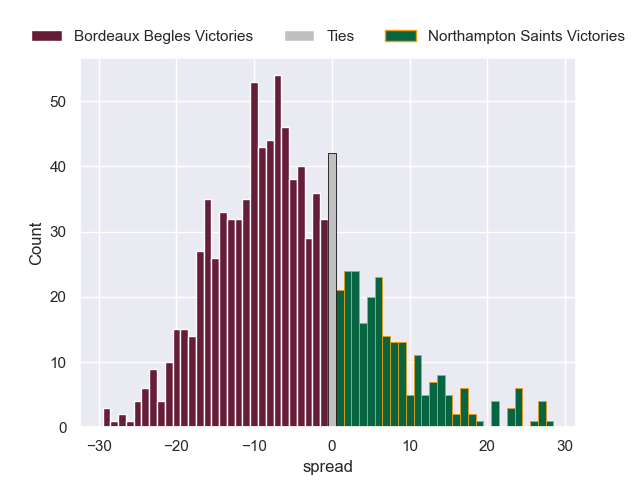 Bordeaux Begles Victories Ties Northampton Saints Victories
50
40
30
20
10
0
Count
−30 −20 −10 0 10 20 30
spread